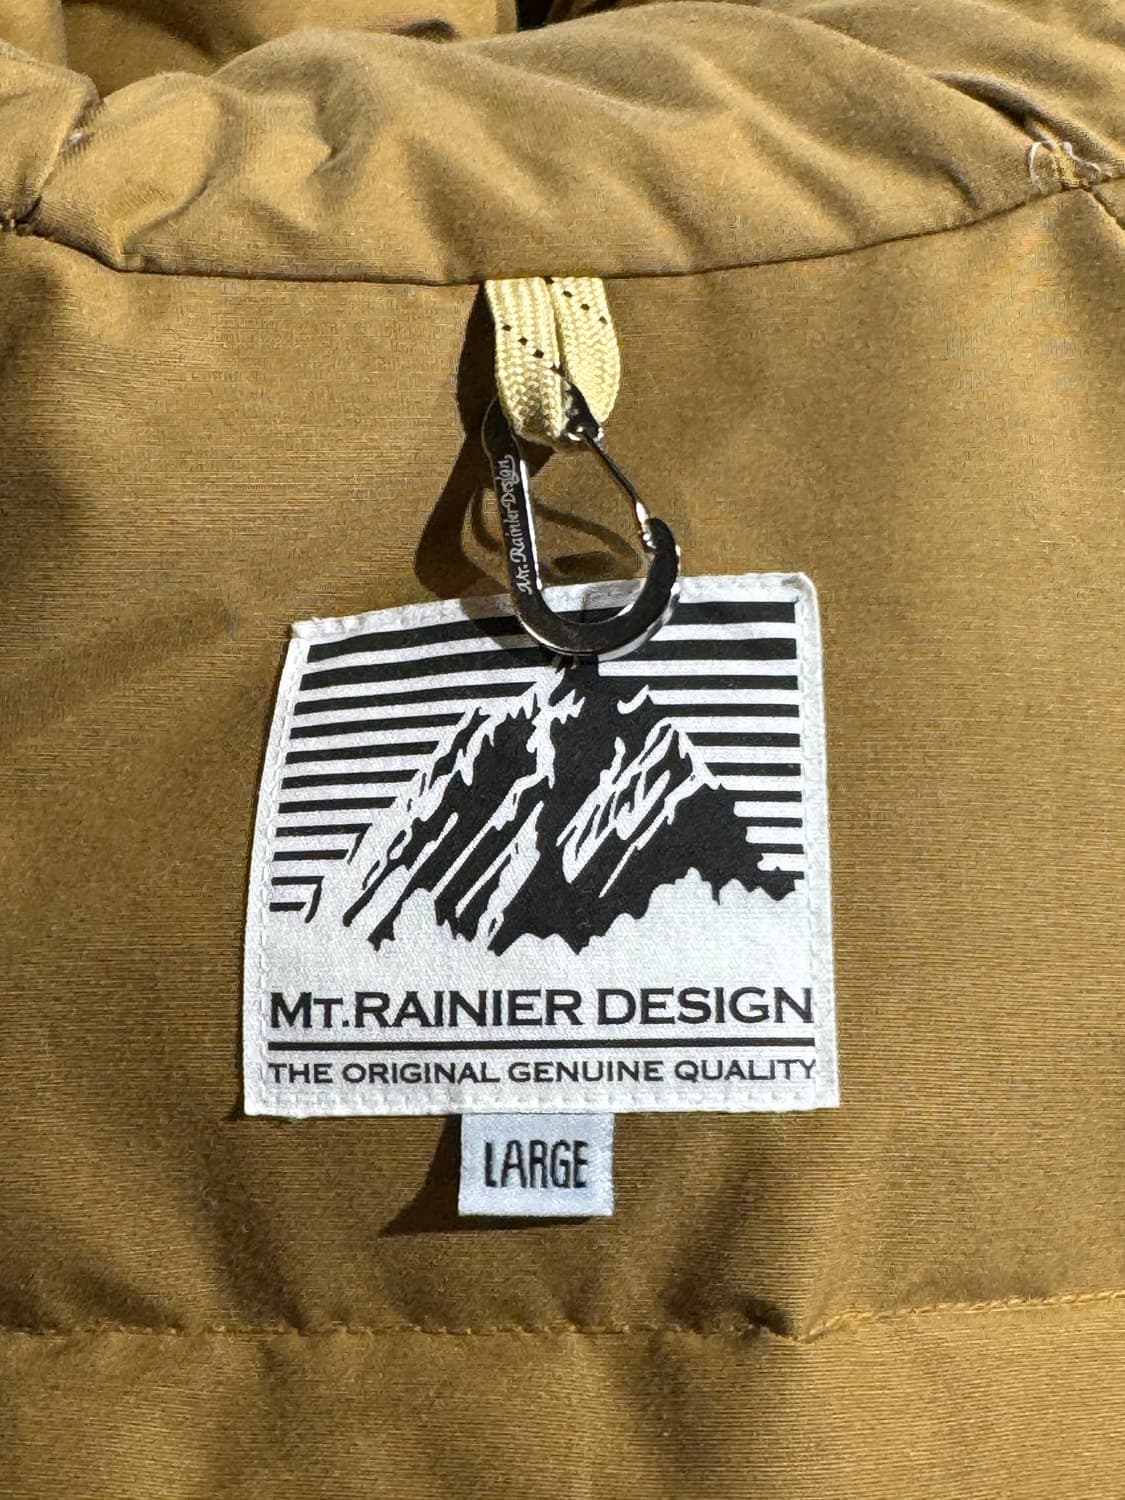 Mt. Rainier Design
MT.RAINIER DESIGN
THE ORIGINAL GENUINE QUALITY
LARGE